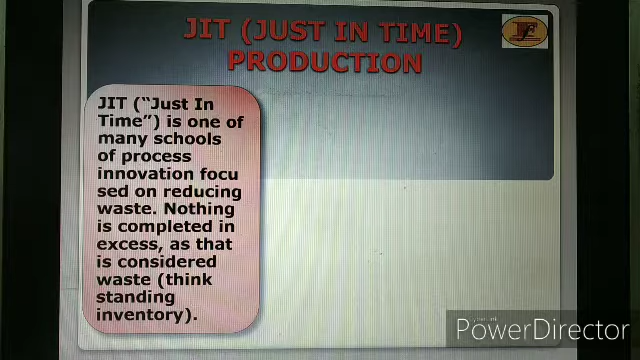 JIT (JUST IN TIME)
PRODUCTION
JIT (“Just In
Time”) is one of
many schools
of process
innovation focu
sed on reducing
waste. Nothing
is completed in
excess, as that
is considered
waste (think
standing
inventory).
PowerDirector